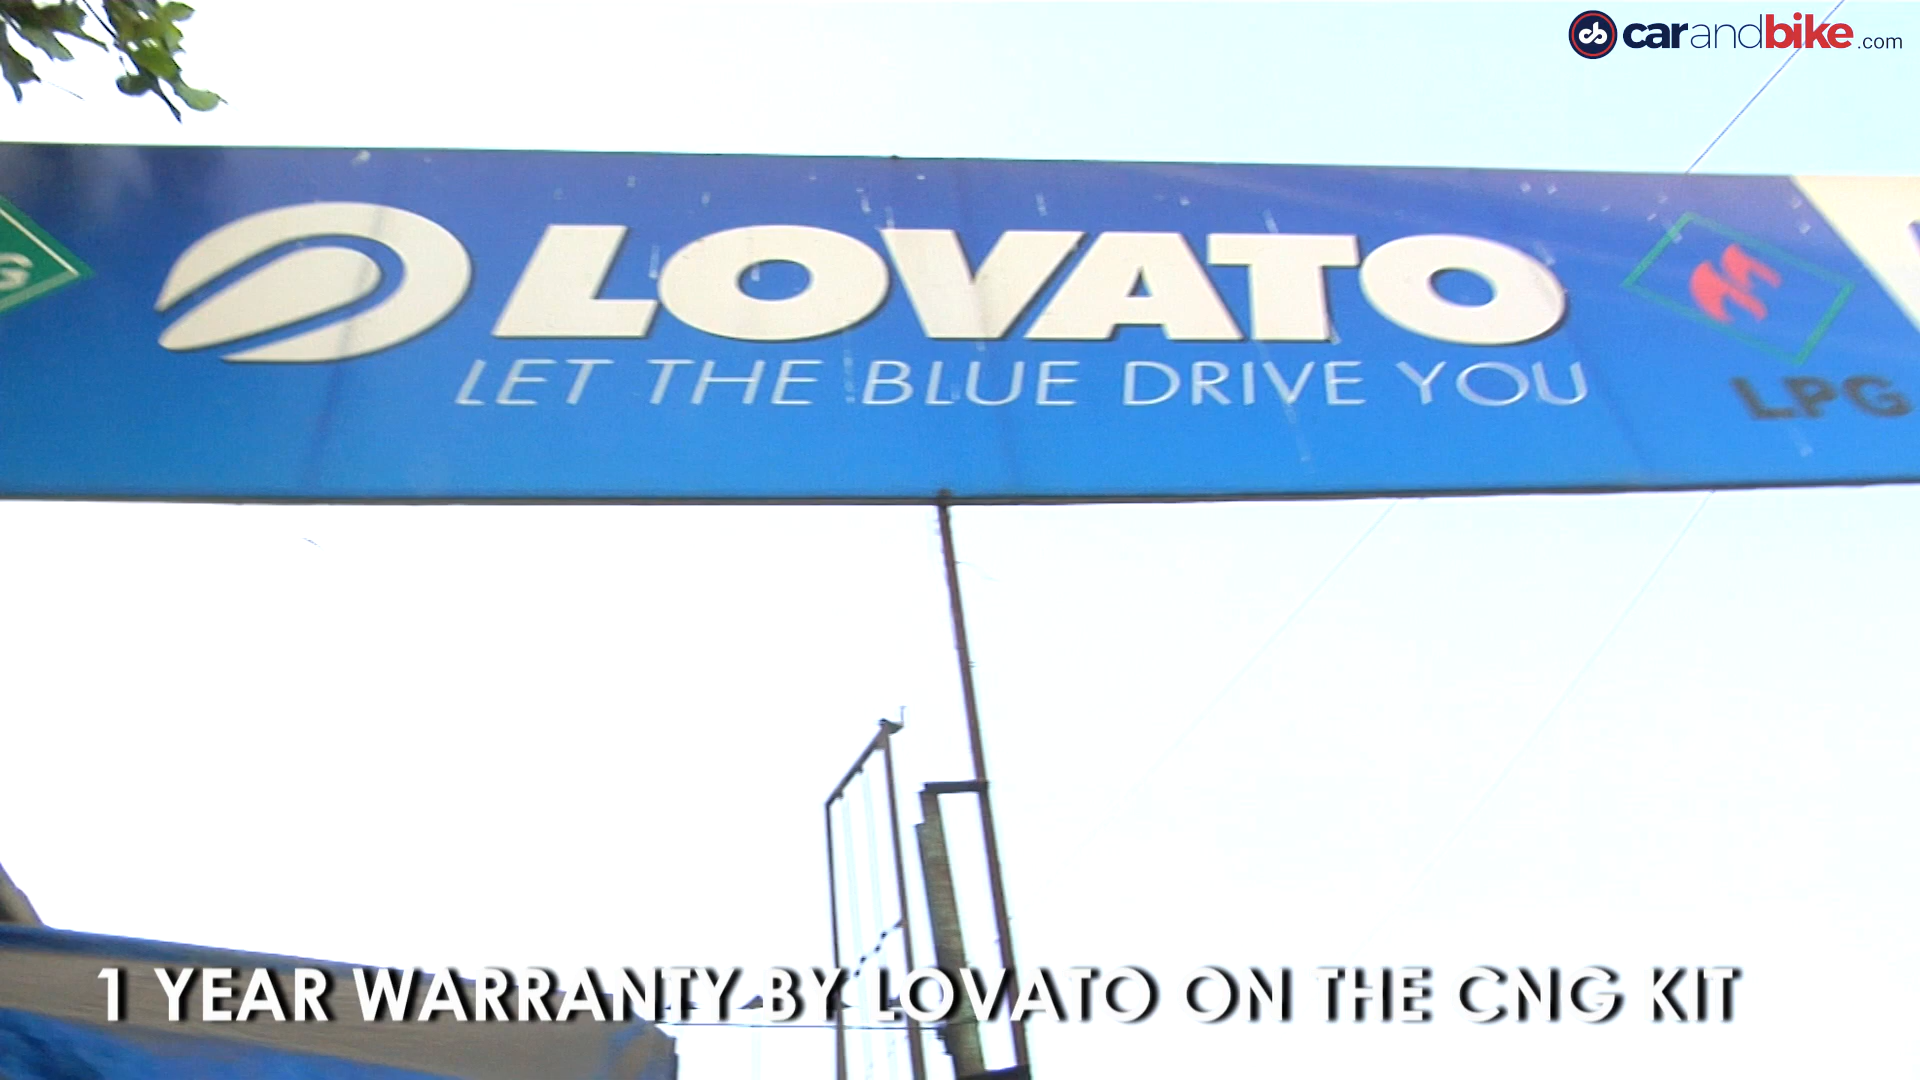 carandbike.com
LOVATO
LET THE BLUE DRIVE YOU
LPG
1 YEAR WARRANTY BY LOVATO ON THE CNG KIT